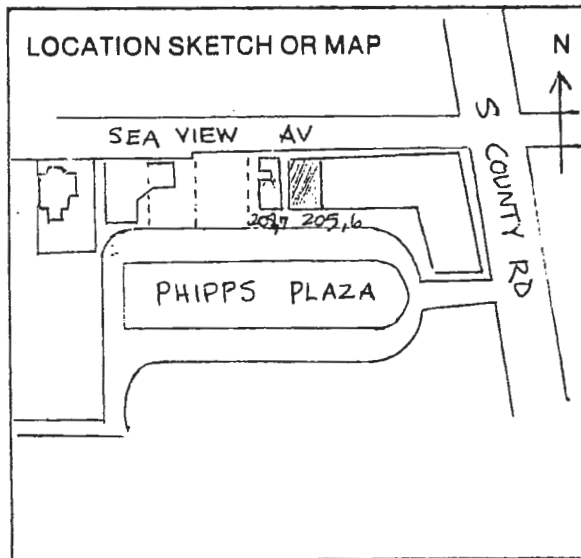 LOCATION SKETCH OR MAP
N
SEA VIEW AV
S COUNTY RD
205,6
PHIPPS PLAZA